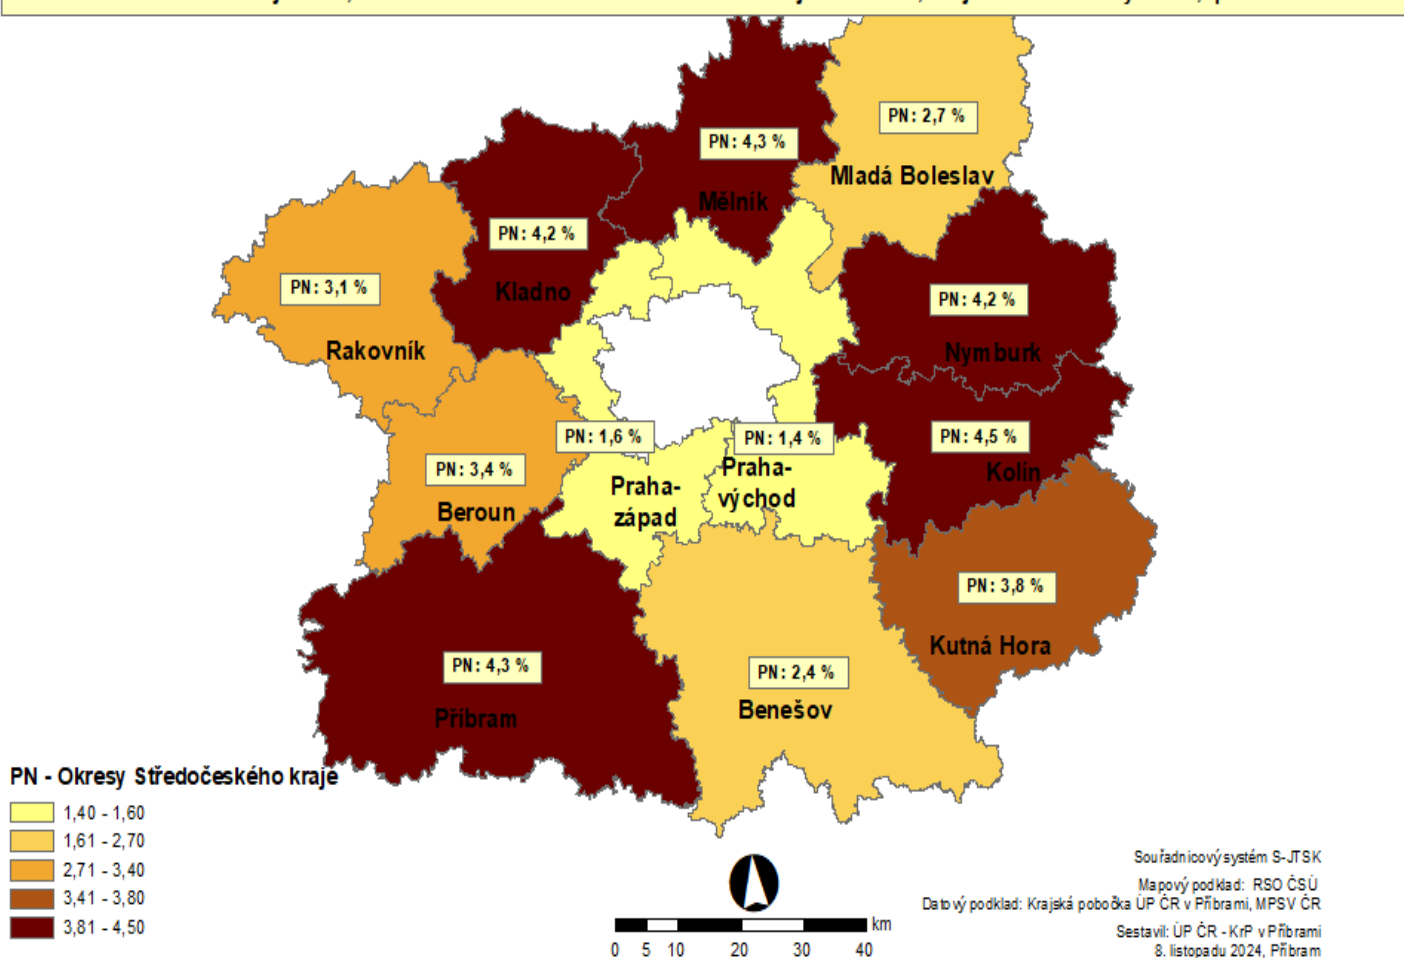 PN: 2,7 %
Mladá Boleslav
PN: 4,3 %
Mělník
PN: 4,2 %
Kladno
PN: 3,1 %
Rakovník
PN: 4,2 %
Nymburk
PN: 4,5 %
Kolín
PN: 1,6 %
Praha-
západ
PN: 1,4 %
Praha-
východ
PN: 3,4 %
Beroun
PN: 3,8 %
Kutná Hora
PN: 4,3 %
Příbram
PN: 2,4 %
Benešov
PN - Okresy Středočeského kraje
1,40 - 1,60
1,61 - 2,70
2,71 - 3,40
3,41 - 3,80
3,81 - 4,50
km
0 5 10 20 30 40
Souřadnicový systém S-JTSK
Mapový podklad: RSO ČSÚ
Datový podklad: Krajská pobočka ÚP ČR v Příbrami, MPSV ČR
Sestavil: ÚP ČR - KrP v Příbrami
8. listopadu 2024, Příbram